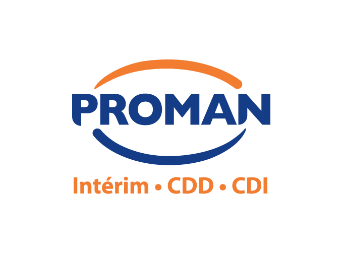 PROMAN
Intérim • CDD • CDI